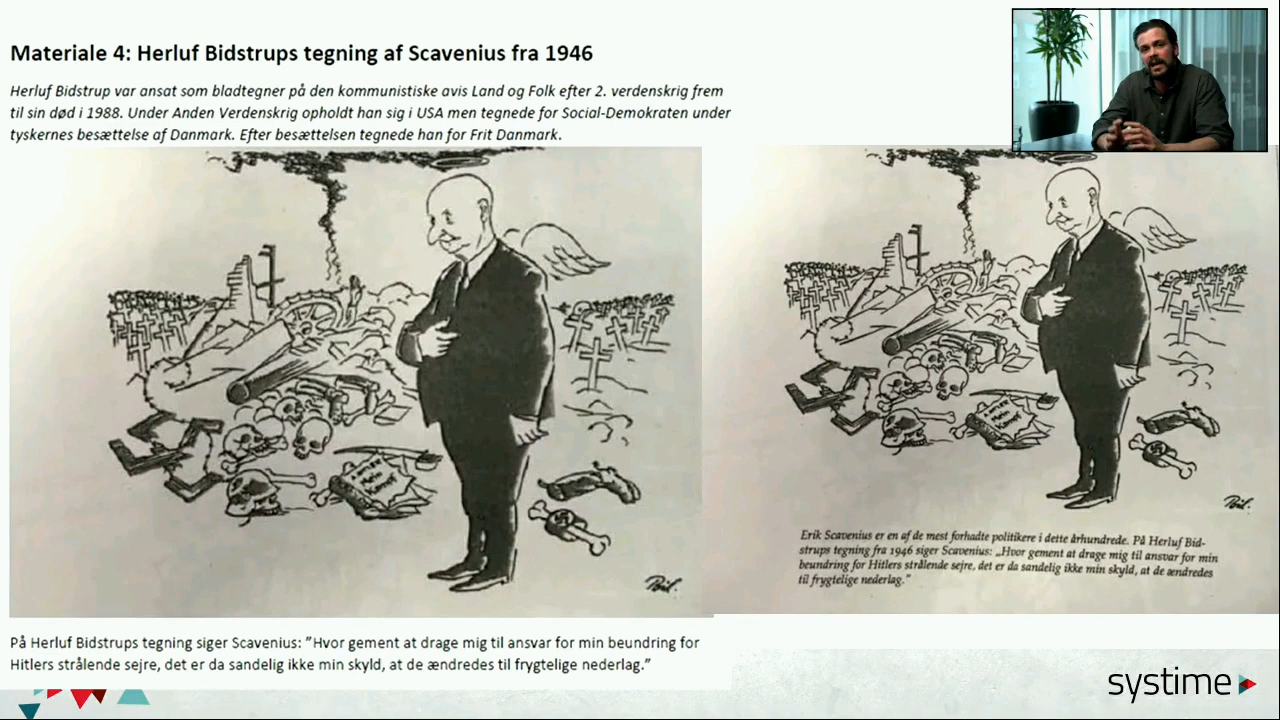 Materiale 4: Herluf Bidstrups tegning af Scavenius fra 1946
Herluf Bidstrup var ansat som bladtegner på den kommunistiske avis Land og Folk efter 2. verdenskrig frem
til sin død i 1988. Under Anden Verdenskrig opholdt han sig i USA men tegnede for Social-Demokraten under
tyskernes besættelse af Danmark. Efter besættelsen tegnede han for Frit Danmark.
Erik Scavenius er en af de mest forhadte politikere i dette århundrede. På Herluf Bid-
strups tegning fra 1946 siger Scavenius: „Hvor gement at drage mig til ansvar for min
beundring for Hitlers strålende sejre, det er da sandelig ikke min skyld, at de ændredes
til frygtelige nederlag.”
På Herluf Bidstrups tegning siger Scavenius: ”Hvor gement at drage mig til ansvar for min beundring for
Hitlers strålende sejre, det er da sandelig ikke min skyld, at de ændredes til frygtelige nederlag.”
systime